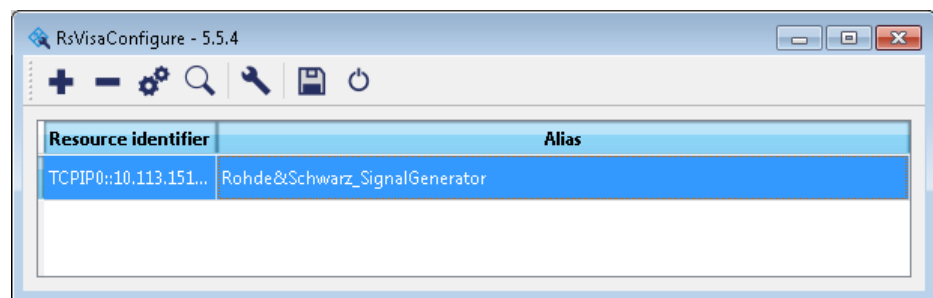 RsVisaConfigure - 5.5.4
Resource identifier Alias
TCPIP0::10.113.151... Rohde&Schwarz_SignalGenerator